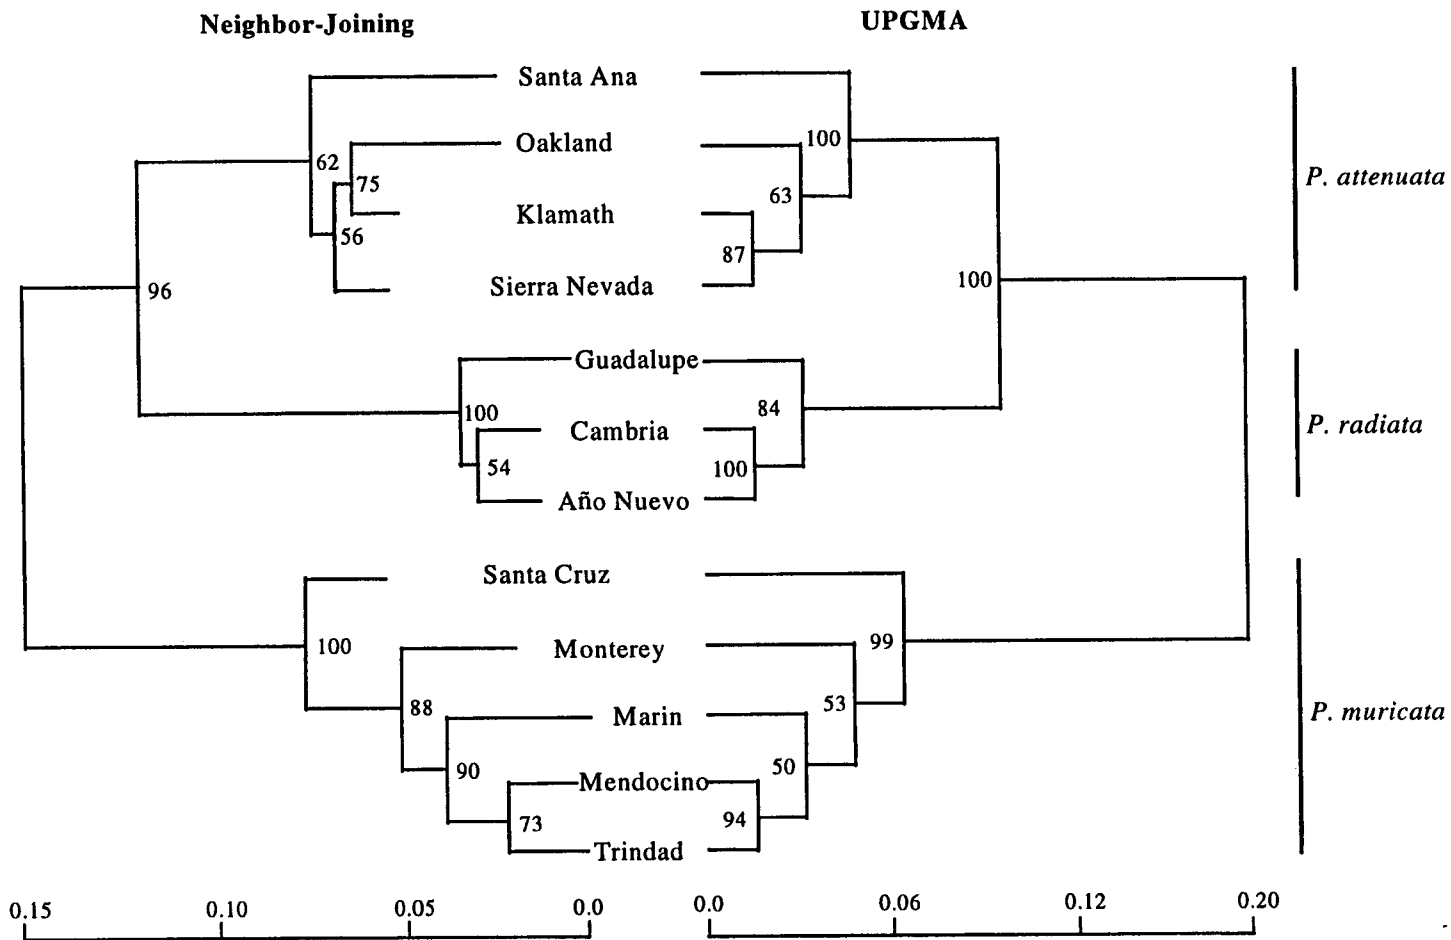 Neighbor-Joining UPGMA
Santa Ana
100
Oakland
62
75
63
P. attenuata
Klamath
56
87
Sierra Nevada
96
100
Guadalupe
100
84
Cambria
P. radiata
54
100
Año Nuevo
Santa Cruz
100
99
Monterey
88
53
Marin
P. muricata
90
50
Mendocino
73
94
Trindad
0.15 0.10 0.05 0.0 0.0 0.06 0.12 0.20